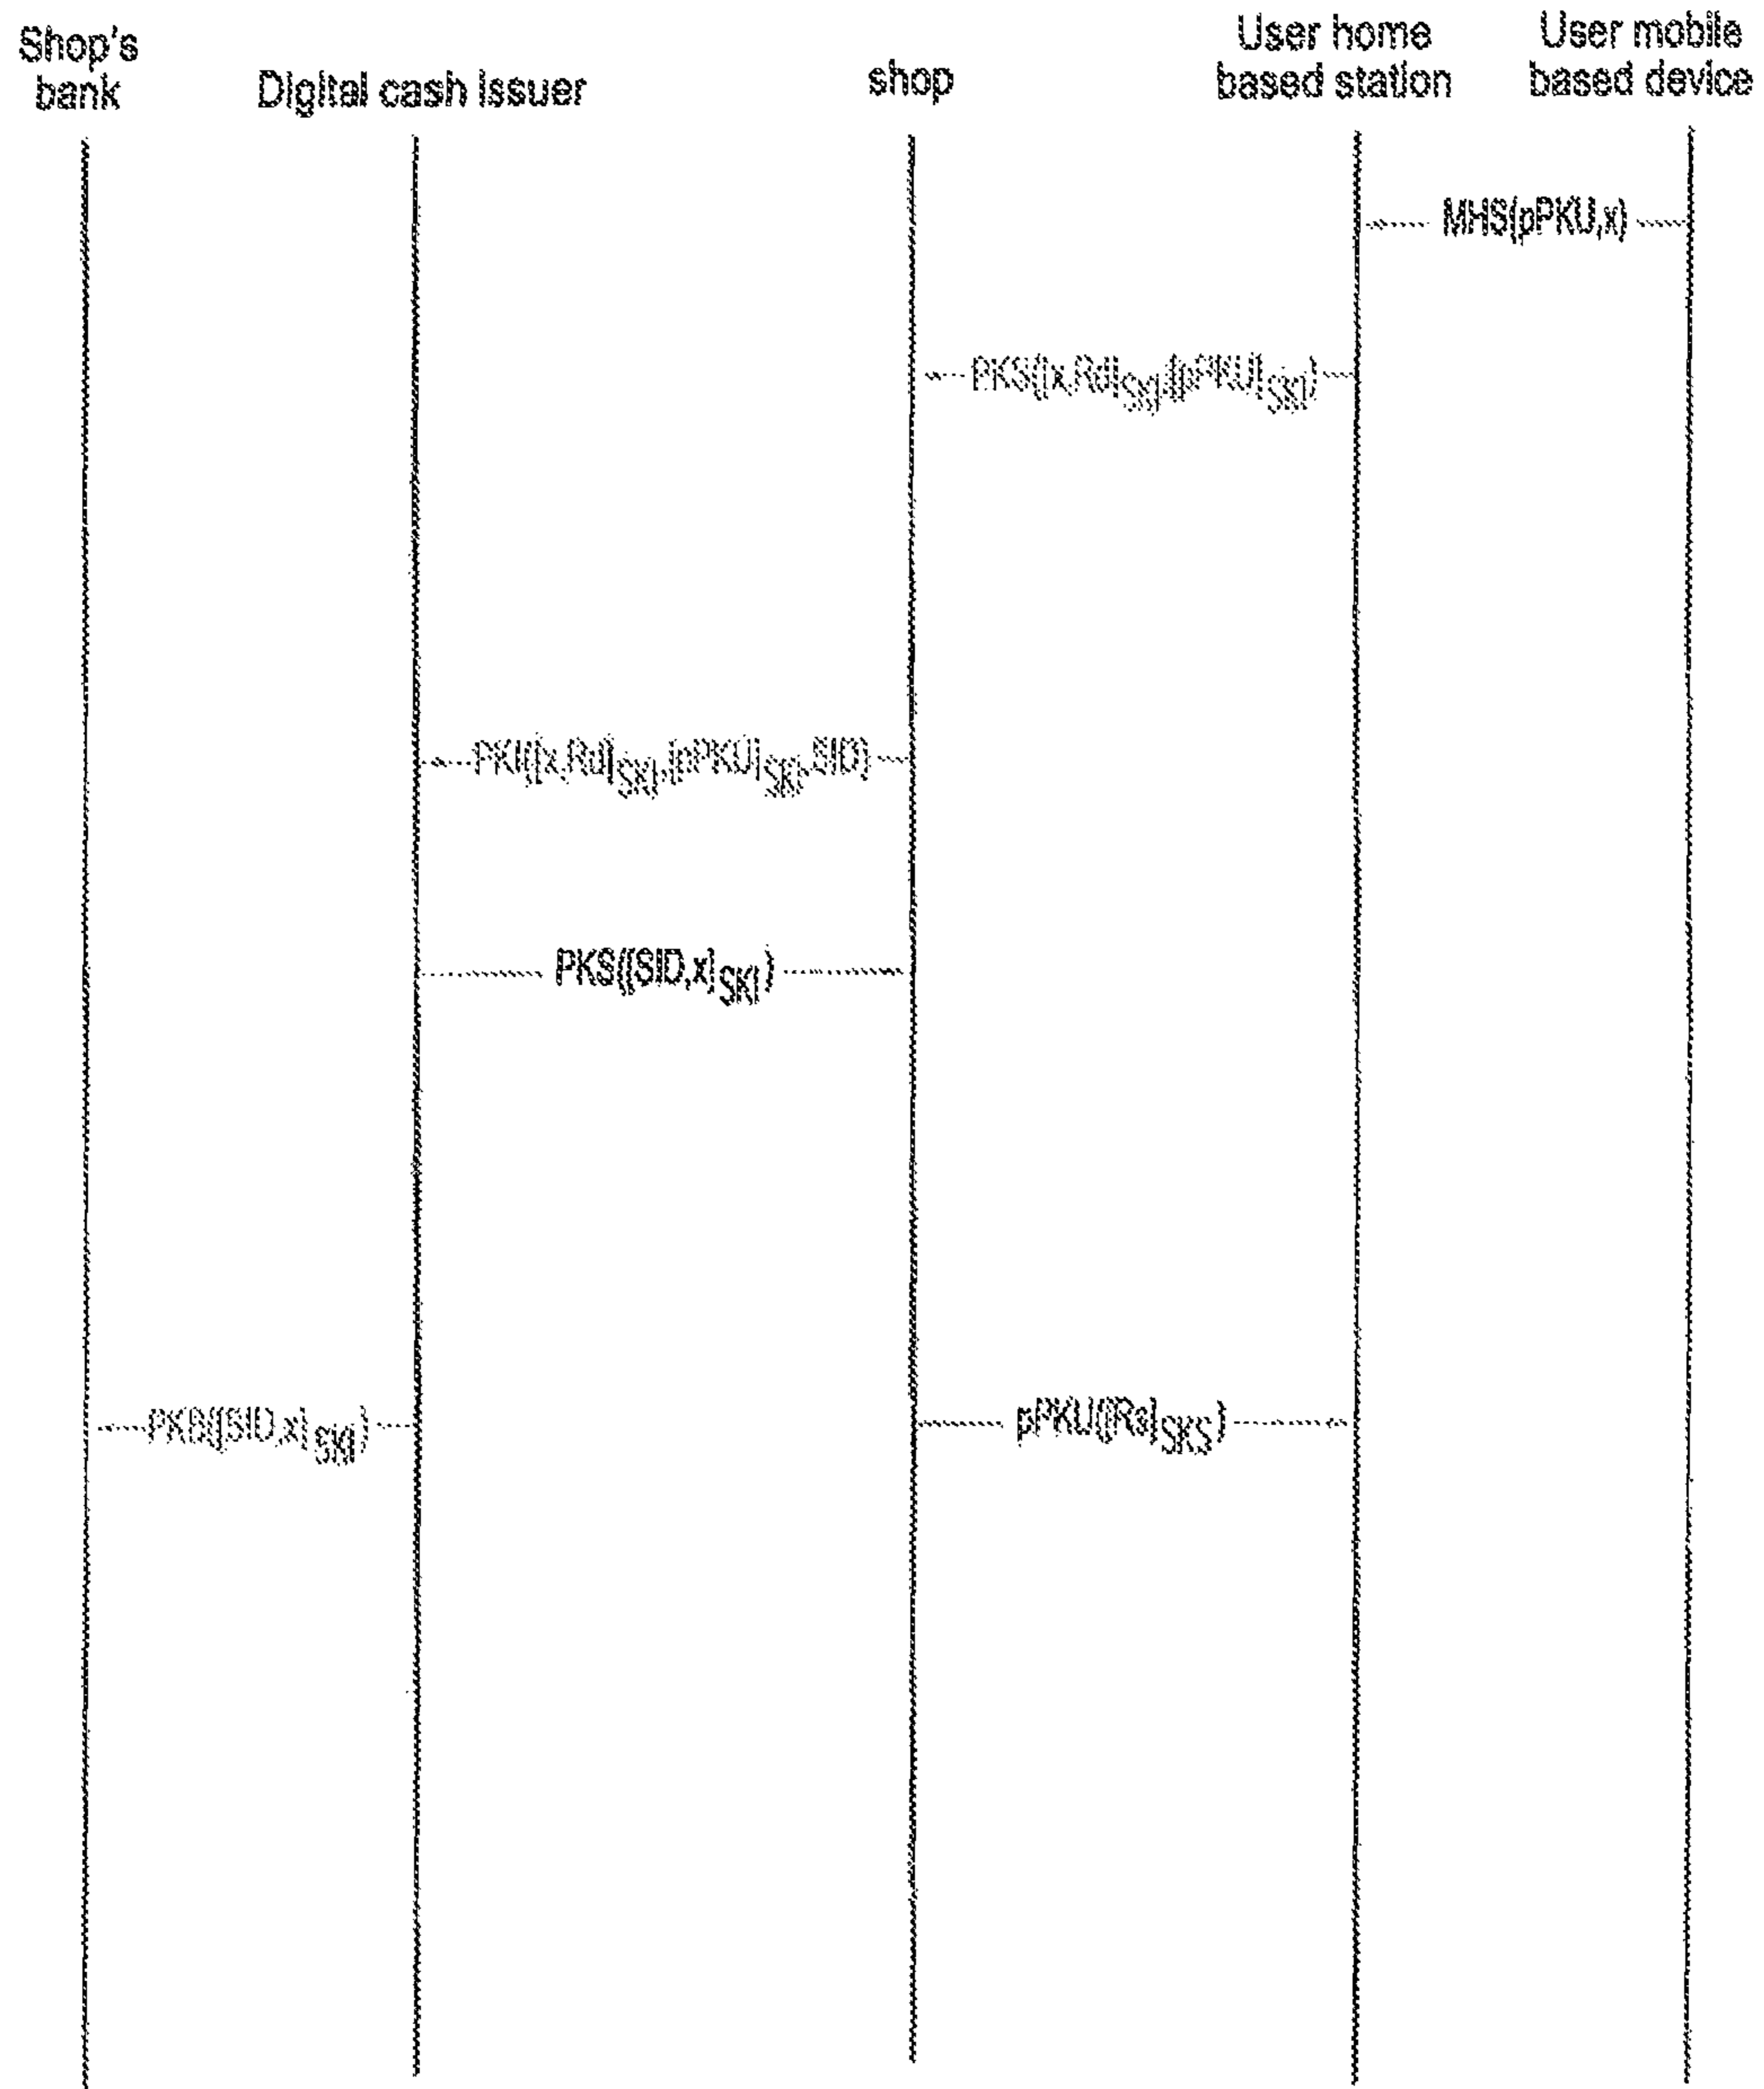 Shop's
bank
Digital cash issuer
shop
User home
based station
User mobile
based device
MHS(pPKU,x)
PKS([x,Rd]SKI,[pPKU]SKI)
PKI([x,Rd]SKI,[pPKU]SKI,SID)
PKS([SID,x]SKI)
PKB([SID,x]SKI)
pPKU([Rs]SKS)